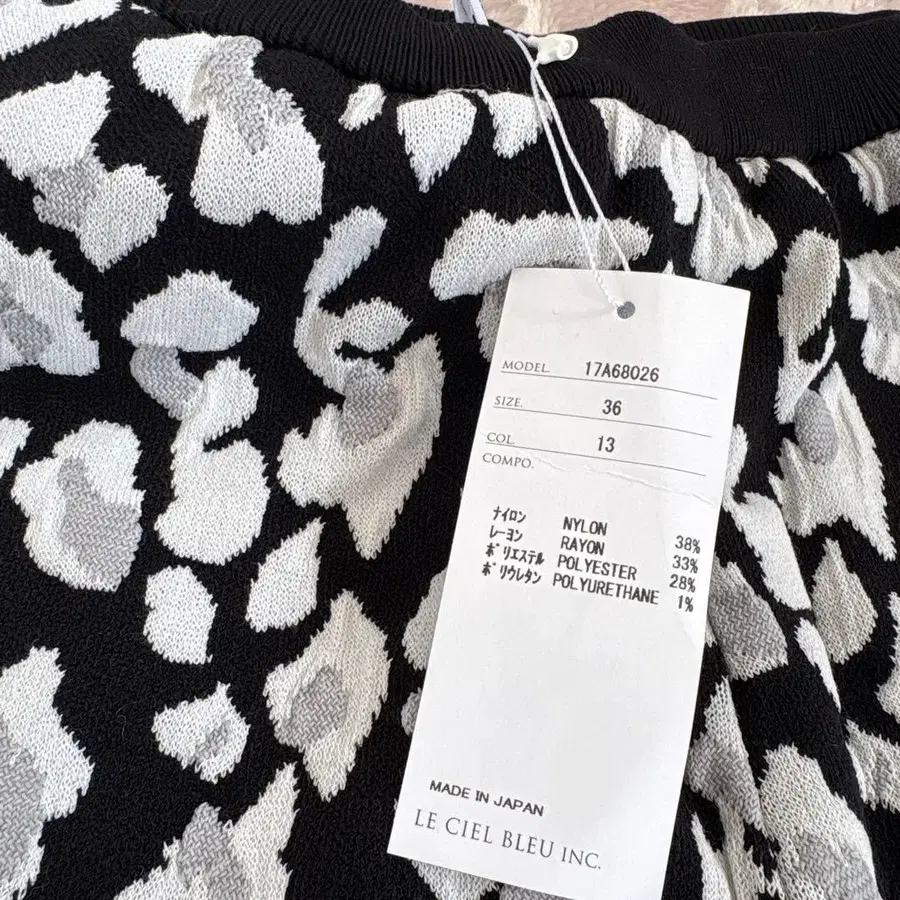 MODEL. 17A68026
SIZE. 36
COL. 13
COMPO.
ナイロン NYLON 38%
レーヨン RAYON 33%
ポリエステル POLYESTER 28%
ポリウレタン POLYURETHANE 1%
MADE IN JAPAN
LE CIEL BLEU INC.